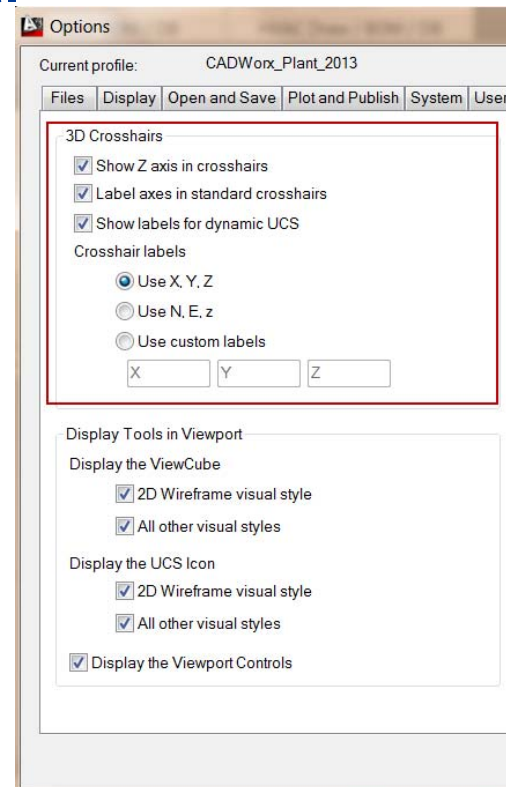 Options
Current profile: CADWorx_Plant_2013
Files Display Open and Save Plot and Publish System User
3D Crosshairs
Show Z axis in crosshairs
Label axes in standard crosshairs
Show labels for dynamic UCS
Crosshair labels
Use X, Y, Z
Use N, E, z
Use custom labels
X Y Z
Display Tools in Viewport
Display the ViewCube
2D Wireframe visual style
All other visual styles
Display the UCS Icon
2D Wireframe visual style
All other visual styles
Display the Viewport Controls